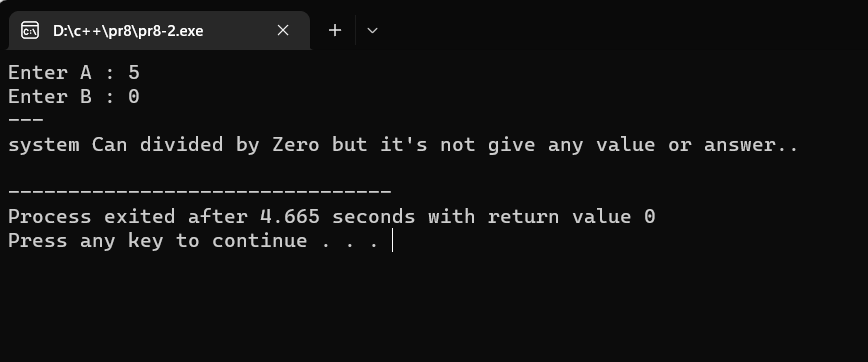 D:\c++\pr8\pr8-2.exe
Enter A : 5
Enter B : 0
---
system Can divided by Zero but it's not give any value or answer..
--------------------------------
Process exited after 4.665 seconds with return value 0
Press any key to continue . . .